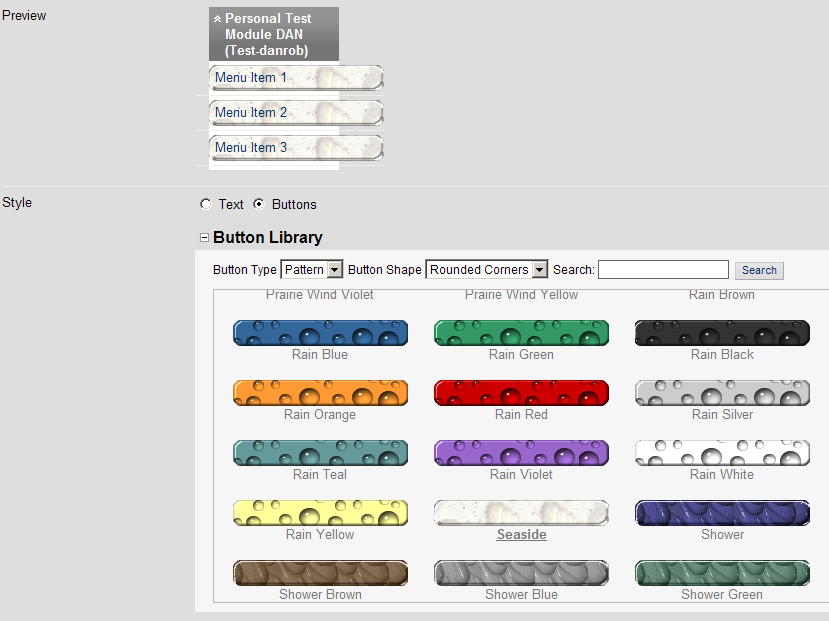 Preview
Personal Test
Module DAN
(Test-danrob)
Menu Item 1
Menu Item 2
Menu Item 3
Style
Text Buttons
Button Library
Button Type Pattern Button Shape Rounded Corners Search: Search
Prairie Wind Violet Prairie Wind Yellow Rain Brown
Rain Blue Rain Green Rain Black
Rain Orange Rain Red Rain Silver
Rain Teal Rain Violet Rain White
Rain Yellow Seaside Shower
Shower Brown Shower Blue Shower Green